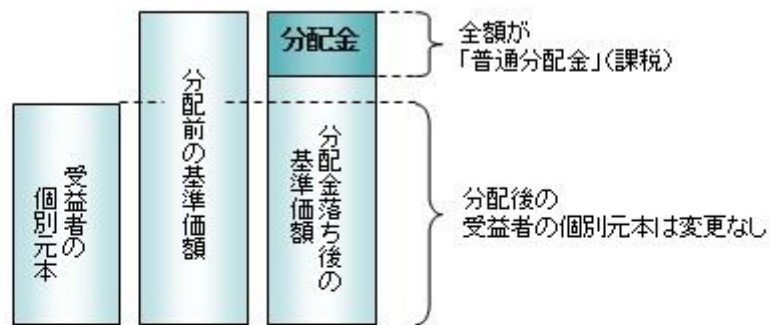 受益者の
個別元本
分配前の基準価額
分配金
分配金落ち後の
基準価額
全額が
「普通分配金」(課税)
分配後の
受益者の個別元本は変更なし